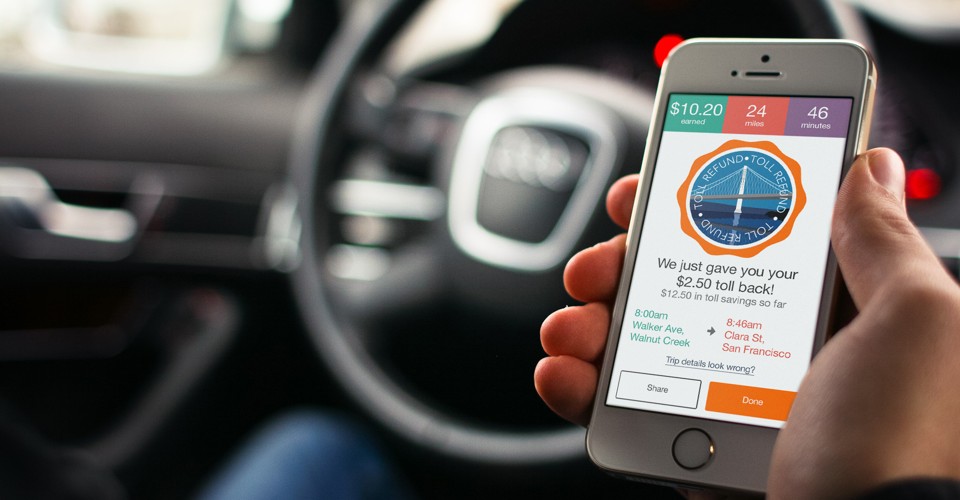 $10.20
earned
24
miles
46
minutes
TOLL REFUND • TOLL REFUND • TOLL REFUND •
We just gave you your
$2.50 toll back!
$12.50 in toll savings so far
8:00am
Walker Ave,
Walnut Creek
8:46am
Clara St,
San Francisco
Trip details look wrong?
Share
Done